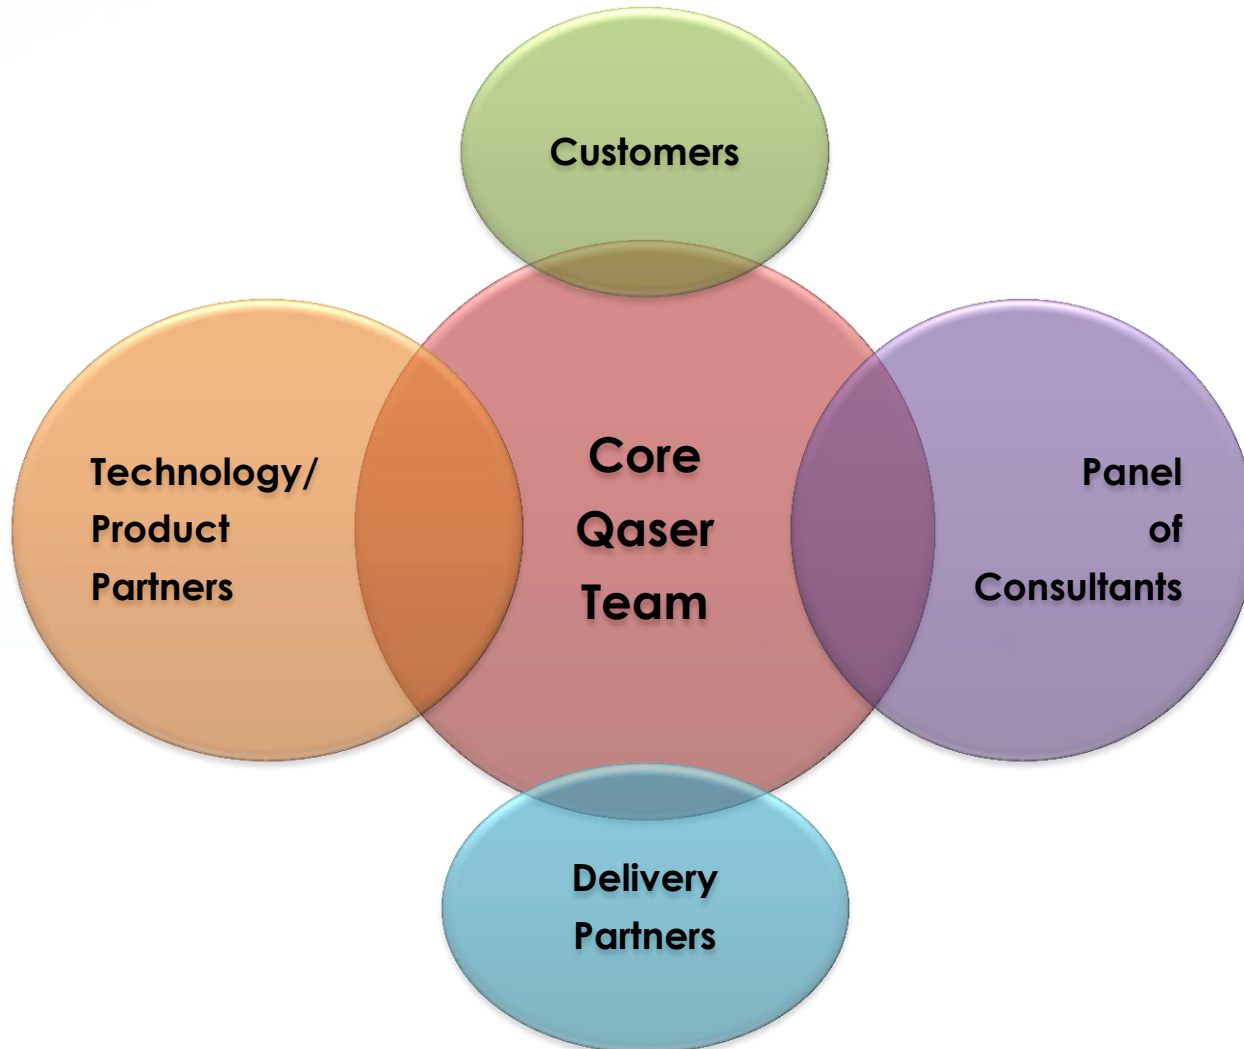 Customers
Technology/
Product
Partners
Core
Qaser
Team
Panel
of
Consultants
Delivery
Partners